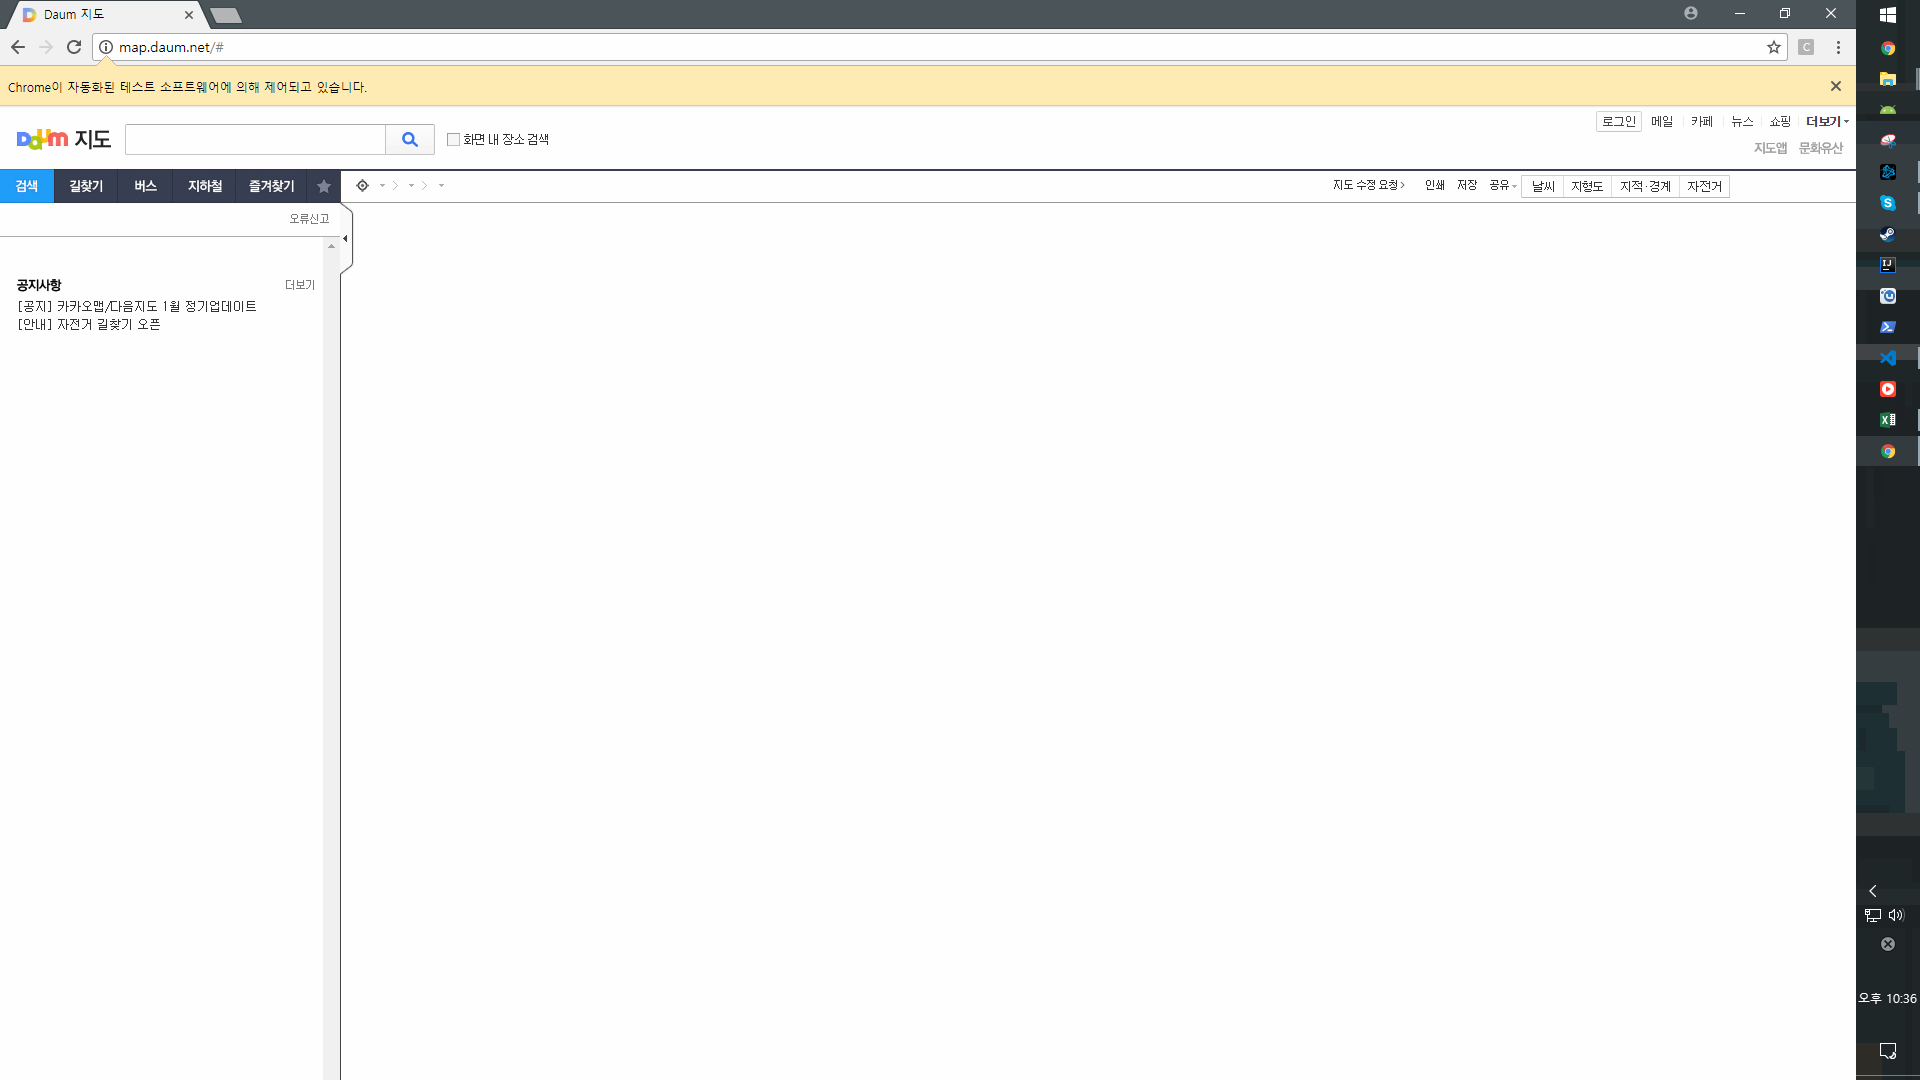 Daum 지도
map.daum.net/#
C
Chrome이 자동화된 테스트 소프트웨어에 의해 제어되고 있습니다.
로그인 메일 카페 뉴스 쇼핑 더보기
Daum 지도
화면 내 장소 검색
지도앱 문화유산
검색 길찾기 버스 지하철 즐겨찾기
지도 수정 요청 인쇄 저장 공유 날씨 지형도 지적·경계 자전거
오류신고
공지사항 더보기
[공지] 카카오맵/다음지도 1월 정기업데이트
[안내] 자전거 길찾기 오픈
오후 10:36